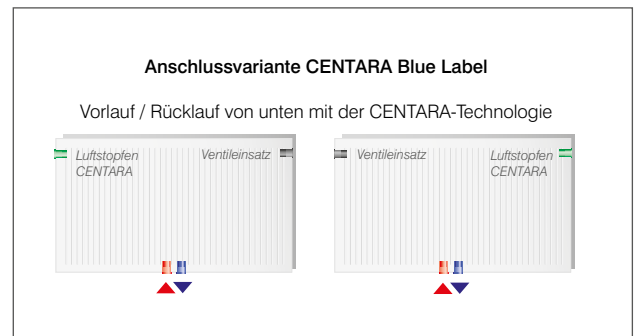 Anschlussvariante CENTARA Blue Label
Vorlauf / Rücklauf von unten mit der CENTARA-Technologie
Luftstopfen
CENTARA
Ventileinsatz
Ventileinsatz
Luftstopfen
CENTARA